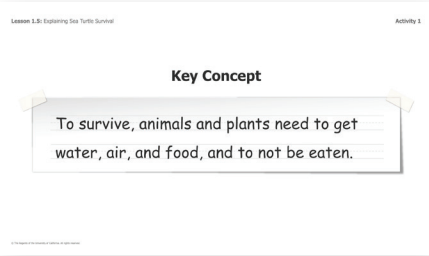 Lesson 1.5: Explaining Sea Turtle Survival
Activity 1
Key Concept
To survive, animals and plants need to get
water, air, and food, and to not be eaten.